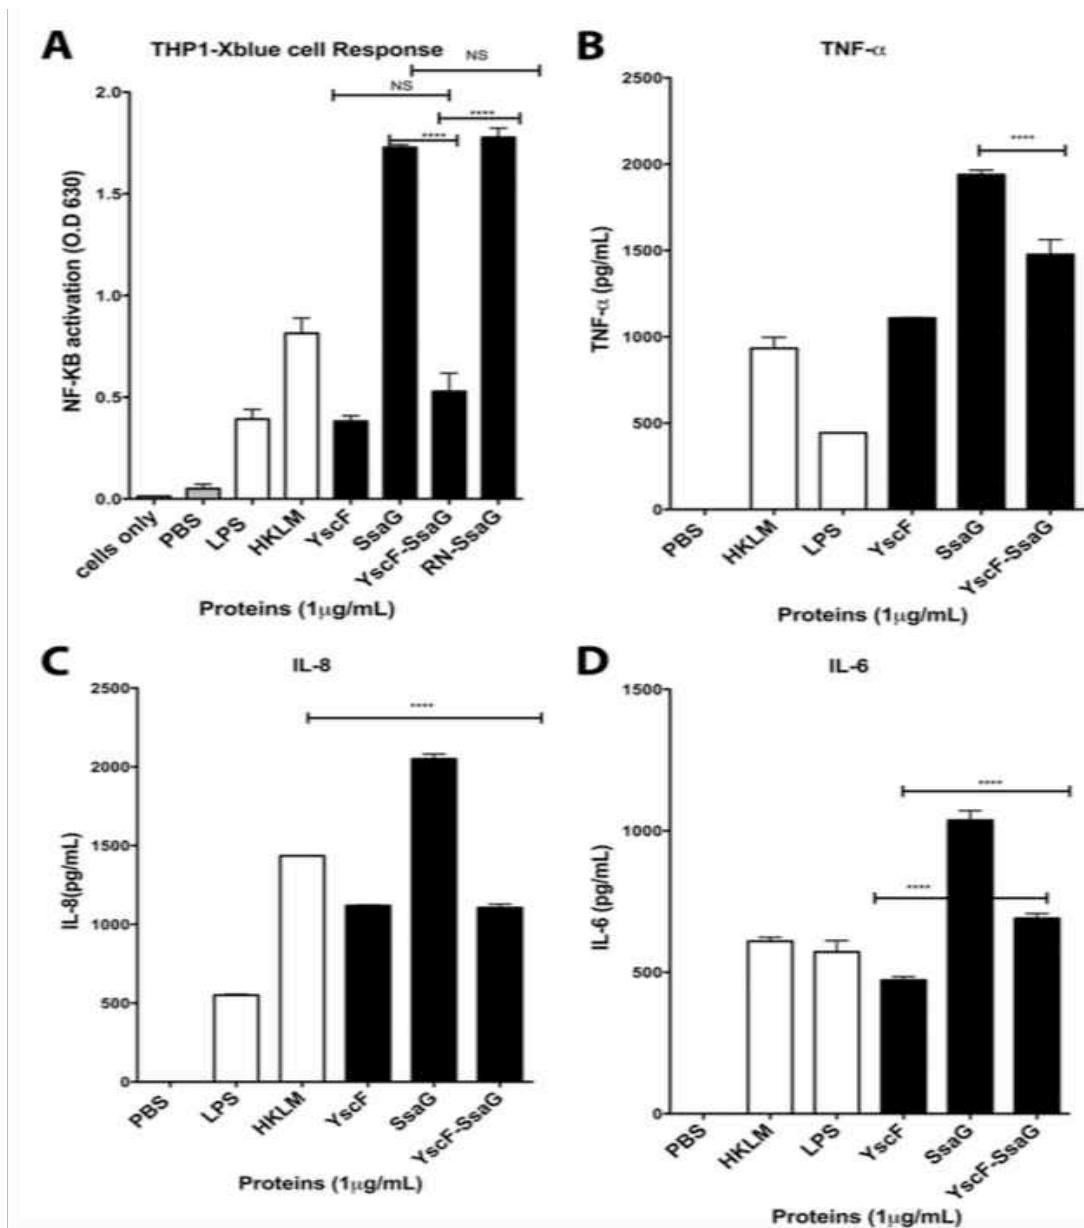 A
THP1-Xblue cell Response
NS
NS
****
****
NF-KB activation (O.D 630)
2.0
1.5
1.0
0.5
0.0
cells only
PBS
LPS
HKLM
YscF
SsaG
YscF-SsaG
RN-SsaG
Proteins (1μg/mL)
B
TNF-α
****
TNF-α (pg/mL)
2500
2000
1500
1000
500
0
PBS
HKLM
LPS
YscF
SsaG
YscF-SsaG
Proteins (1μg/mL)
C
IL-8
****
IL-8(pg/mL)
2500
2000
1500
1000
500
0
PBS
LPS
HKLM
YscF
SsaG
YscF-SsaG
Proteins (1μg/mL)
D
IL-6
****
****
IL-6 (pg/mL)
1500
1000
500
0
PBS
HKLM
LPS
YscF
SsaG
YscF-SsaG
Proteins (1μg/mL)